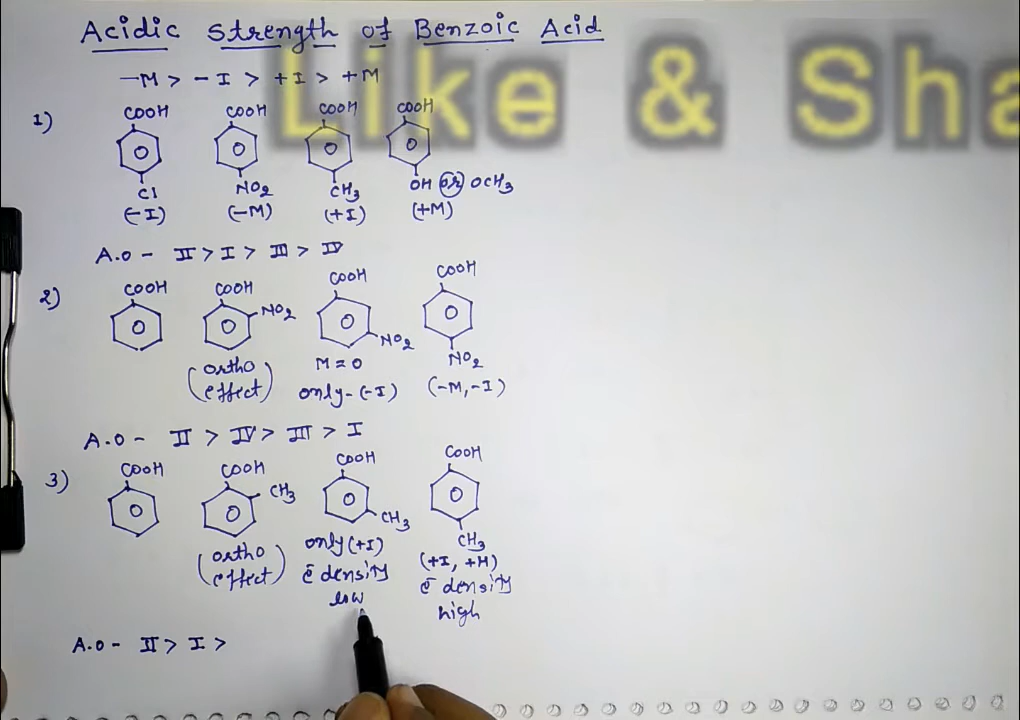 Acidic strength of Benzoic Acid
-M > -I > +I > +M
Like & Sha
1)
COOH COOH COOH COOH
Cl NO2 CH3 OH or OCH3
(-I) (-M) (+I) (+M)
A.O - II > I > III > IV
2)
COOH COOH COOH COOH
NO2 NO2 NO2
(ortho effect) M=0 only-(-I) (-M, -I)
A.O - II > IV > III > I
3)
COOH COOH COOH COOH
CH3 CH3 CH3
(ortho effect) only (+I) (+I, +H)
ē density low ē density high
A.O - II > I >